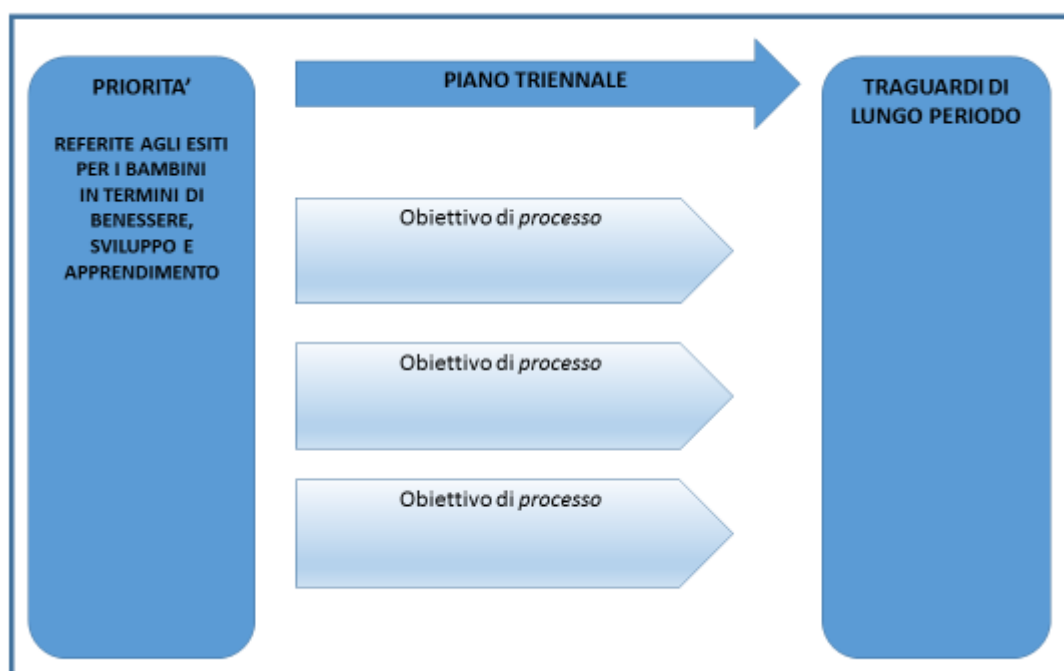 PRIORITA’
REFERITE AGLI ESITI
PER I BAMBINI
IN TERMINI DI
BENESSERE,
SVILUPPO E
APPRENDIMENTO
PIANO TRIENNALE
Obiettivo di processo
Obiettivo di processo
Obiettivo di processo
TRAGUARDI DI
LUNGO PERIODO